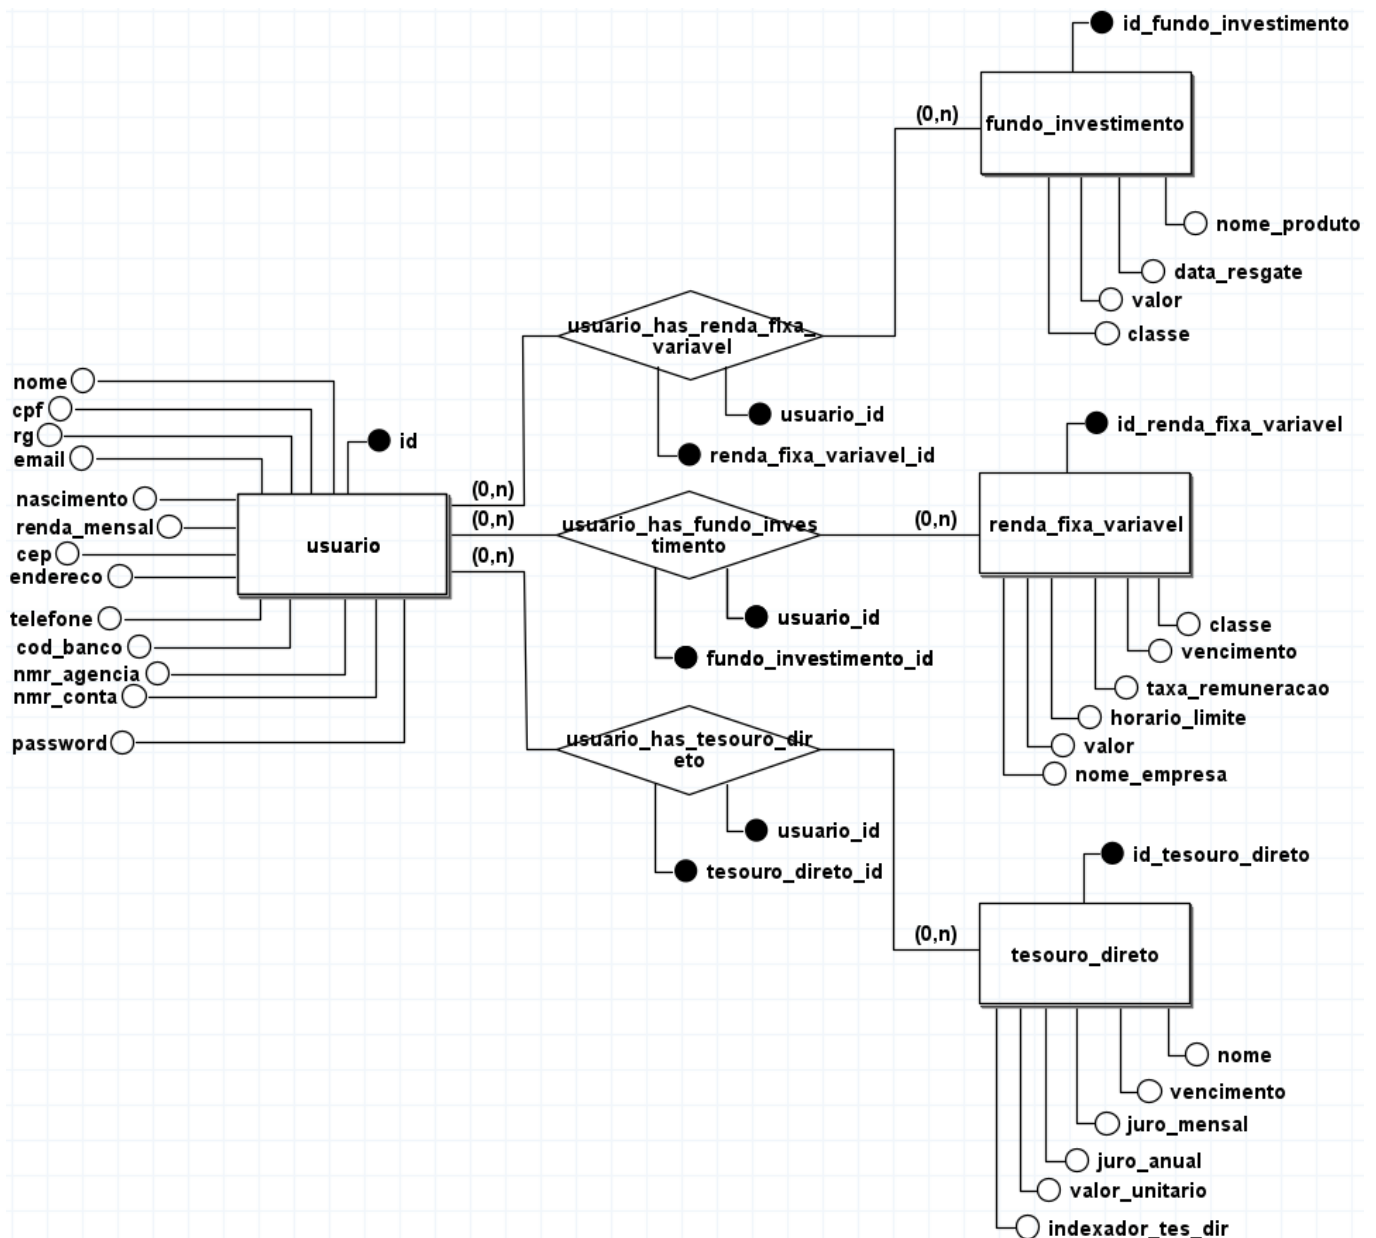 id_fundo_investimento
(0,n)
fundo_investimento
nome_produto
data_resgate
valor
classe
usuario_has_renda_fixa_
variavel
usuario_id
renda_fixa_variavel_id
nome
cpf
rg
email
id
nascimento
renda_mensal
cep
endereco
telefone
cod_banco
nmr_agencia
nmr_conta
password
usuario
(0,n)
(0,n)
(0,n)
usuario_has_fundo_inves
timento
usuario_id
fundo_investimento_id
(0,n)
id_renda_fixa_variavel
renda_fixa_variavel
classe
vencimento
taxa_remuneracao
horario_limite
valor
nome_empresa
usuario_has_tesouro_dir
eto
usuario_id
tesouro_direto_id
(0,n)
id_tesouro_direto
tesouro_direto
nome
vencimento
juro_mensal
juro_anual
valor_unitario
indexador_tes_dir